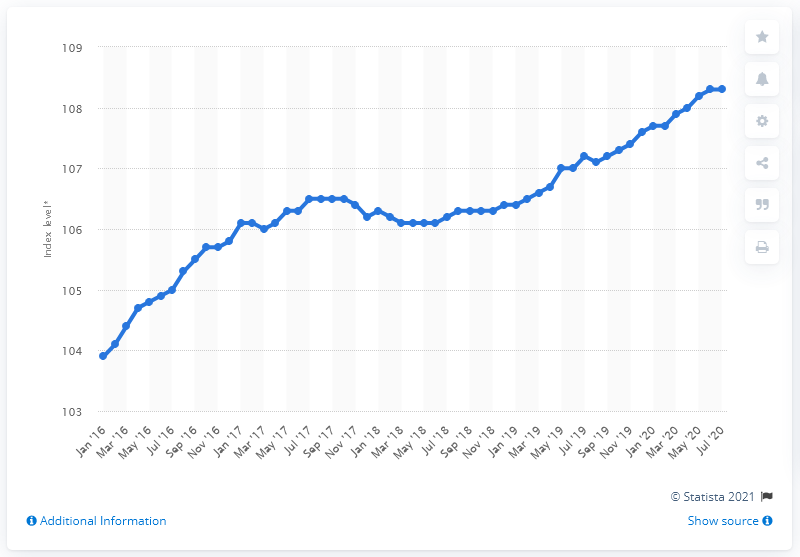 109
108
107
106
105
104
103
Index level*
Jan '16
Mar '16
May '16
Jul '16
Sep '16
Nov '16
Jan '17
Mar '17
May '17
Jul '17
Sep '17
Nov '17
Jan '18
Mar '18
May '18
Jul '18
Sep '18
Nov '18
Jan '19
Mar '19
May '19
Jul '19
Sep '19
Nov '19
Jan '20
Mar '20
May '20
Jul '20
© Statista 2021
Additional Information
Show source